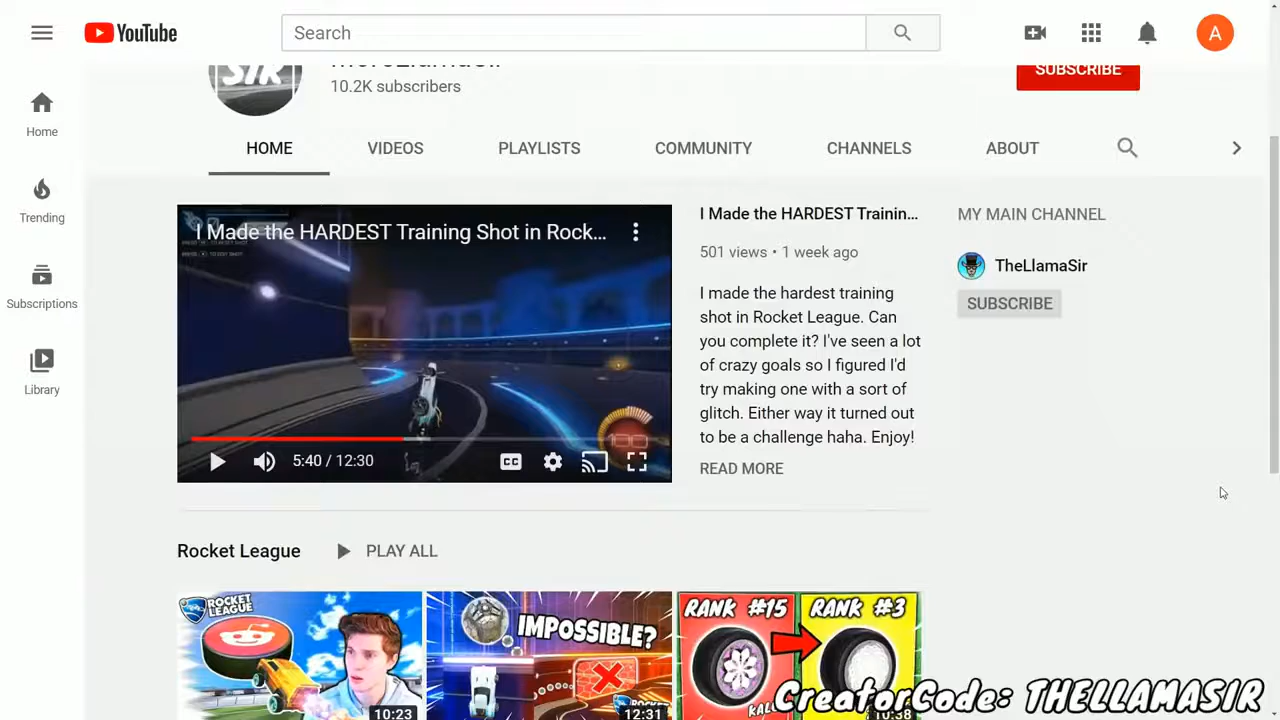 YouTube
Search
A
SIR
10.2K subscribers
SUBSCRIBE
Home
Trending
Subscriptions
Library
HOME
VIDEOS
PLAYLISTS
COMMUNITY
CHANNELS
ABOUT
I Made the HARDEST Training Shot in Rock...
5:40 / 12:30
CC
I Made the HARDEST Trainin...
501 views • 1 week ago
I made the hardest training
shot in Rocket League. Can
you complete it? I've seen a lot
of crazy goals so I figured I'd
try making one with a sort of
glitch. Either way it turned out
to be a challenge haha. Enjoy!
READ MORE
MY MAIN CHANNEL
TheLlamaSir
SUBSCRIBE
Rocket League
PLAY ALL
ROCKET
LEAGUE
10:23
IMPOSSIBLE?
12:31
RANK #15
RANK #3
10:38
CreatorCode: THELLAMASIR